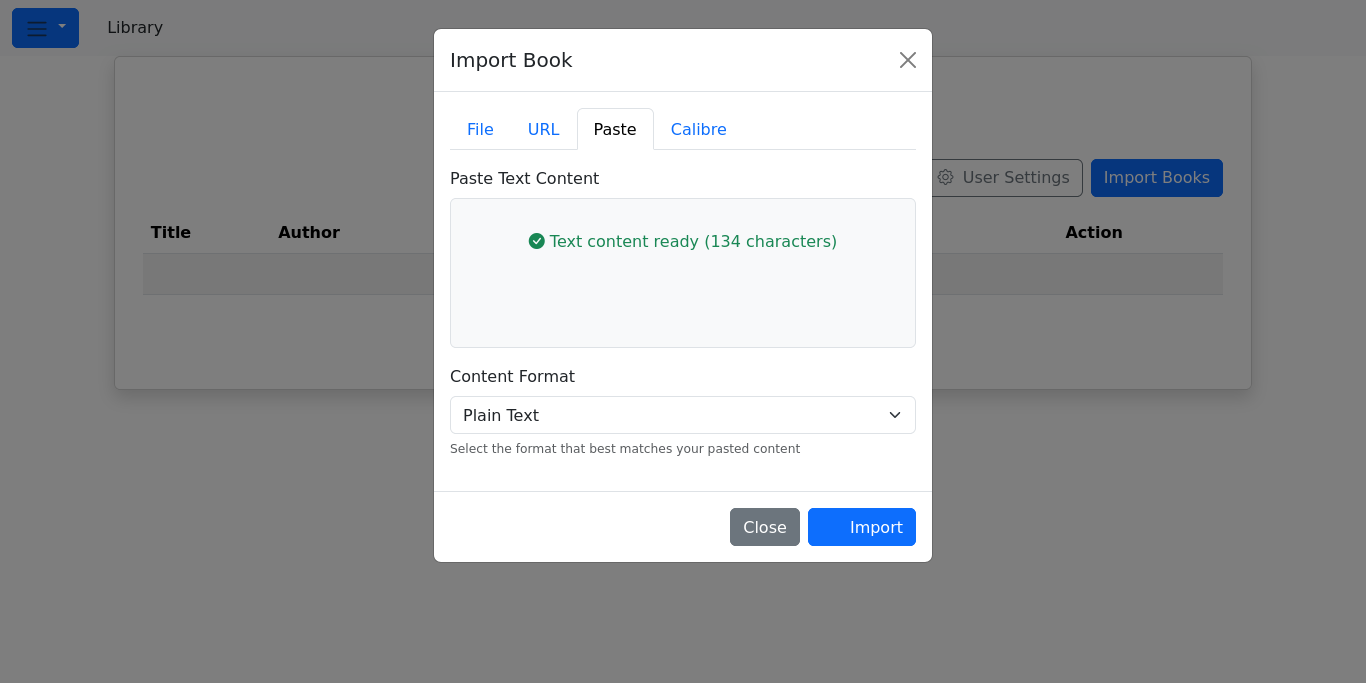 Library
Import Book
File URL Paste Calibre
Paste Text Content
User Settings
Import Books
Title Author Action
Text content ready (134 characters)
Content Format
Plain Text
Select the format that best matches your pasted content
Close Import